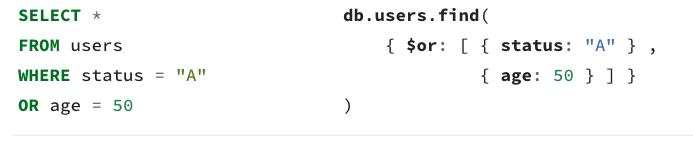 SELECT *
FROM users
WHERE status = "A"
OR age = 50
db.users.find(
{ $or: [ { status: "A" } ,
{ age: 50 } ] }
)